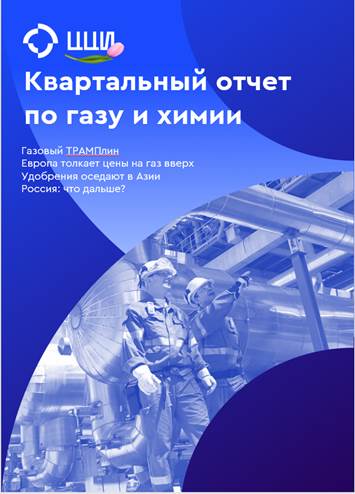 ЦЦИ
Квартальный отчет
по газу и химии
Газовый ТРАМПлин
Европа толкает цены на газ вверх
Удобрения оседают в Азии
Россия: что дальше?